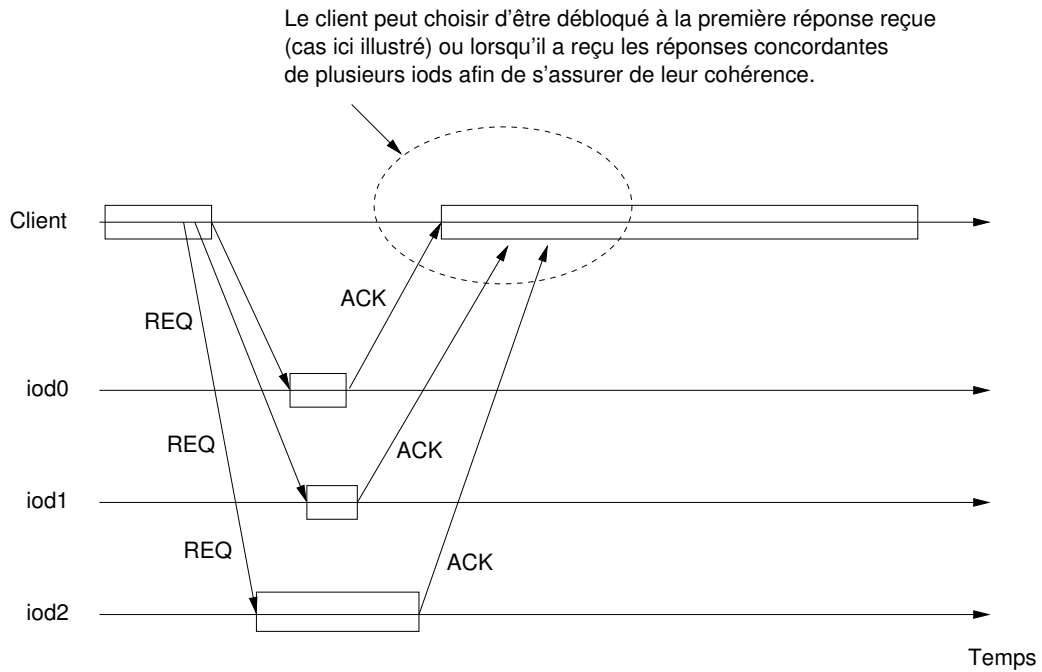 Le client peut choisir d'être débloqué à la première réponse reçue
(cas ici illustré) ou lorsqu'il a reçu les réponses concordantes
de plusieurs iods afin de s'assurer de leur cohérence.
Client
ACK
REQ
iod0
REQ
ACK
iod1
REQ
ACK
iod2
Temps